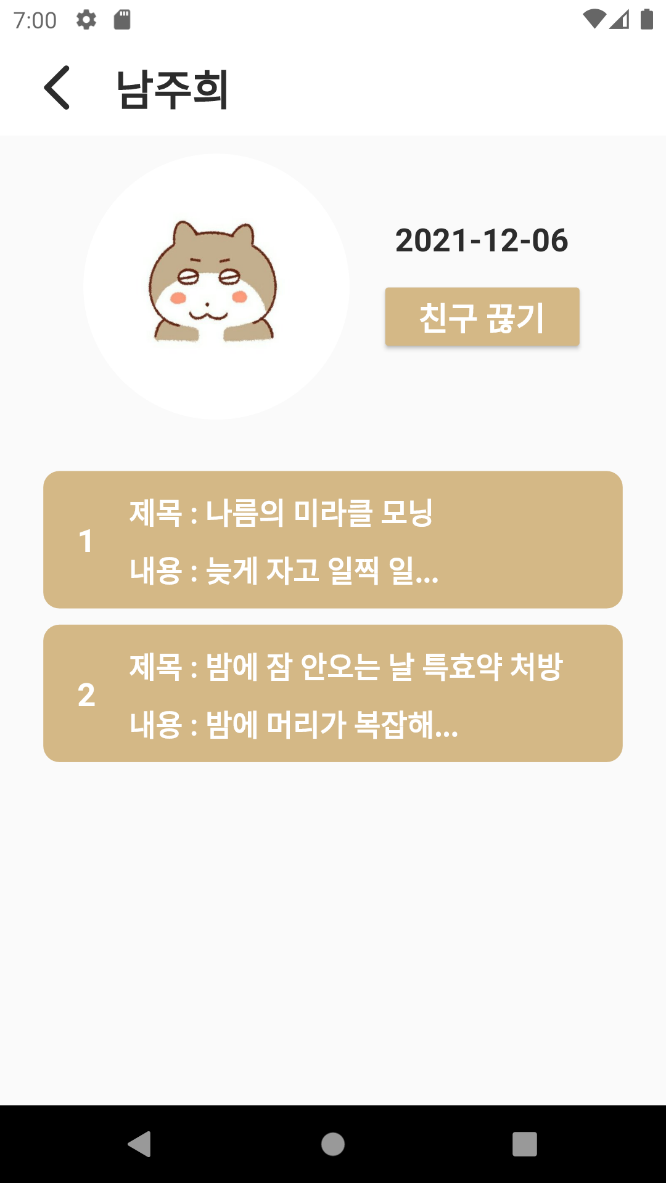 7:00
남주희
2021-12-06
친구 끊기
1
제목 : 나름의 미라클 모닝
내용 : 늦게 자고 일찍 일...
2
제목 : 밤에 잠 안오는 날 특효약 처방
내용 : 밤에 머리가 복잡해...